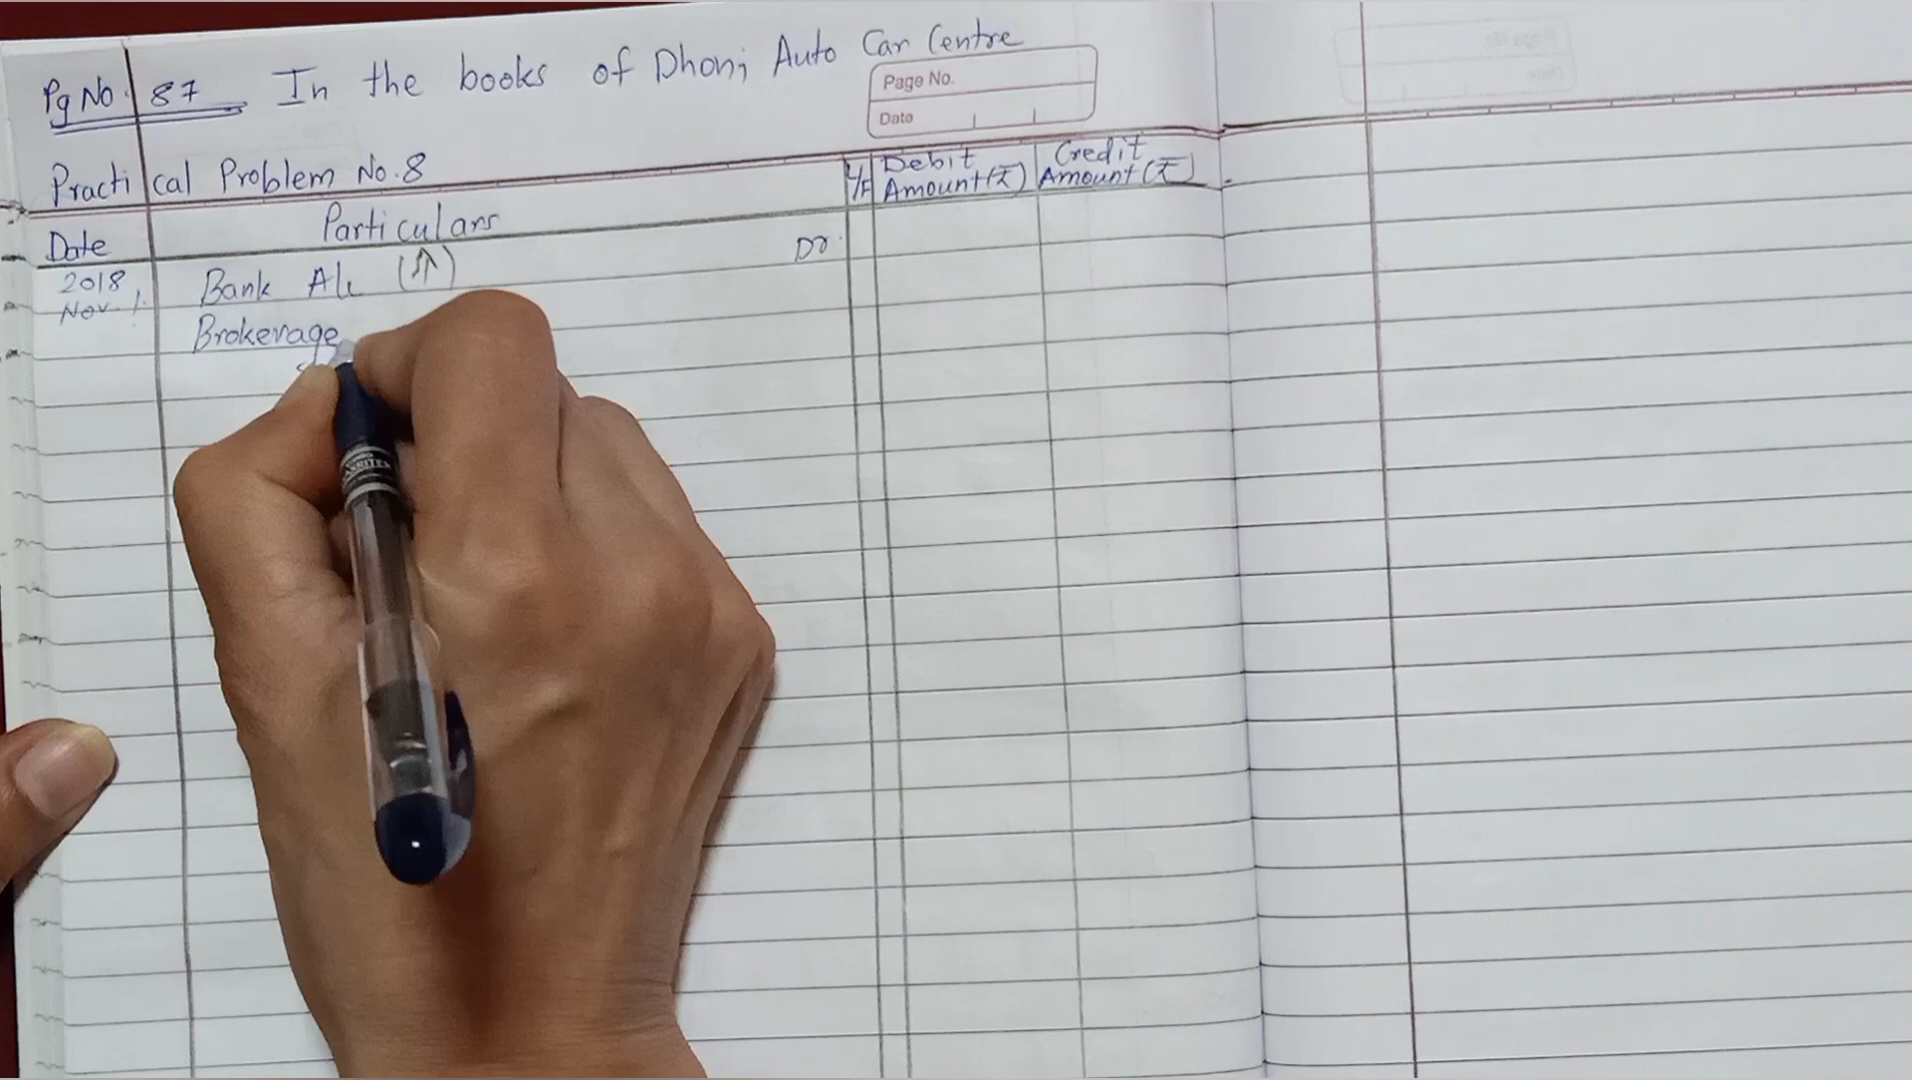 Pg No. 87 In the books of Dhoni Auto Car Centre
Page No.
Date
Practical Problem No. 8
Date Particulars L/F Debit Amount (₹) Credit Amount (₹)
2018, Bank A/c (↑) Dr
Nov. 1.
Brokerage